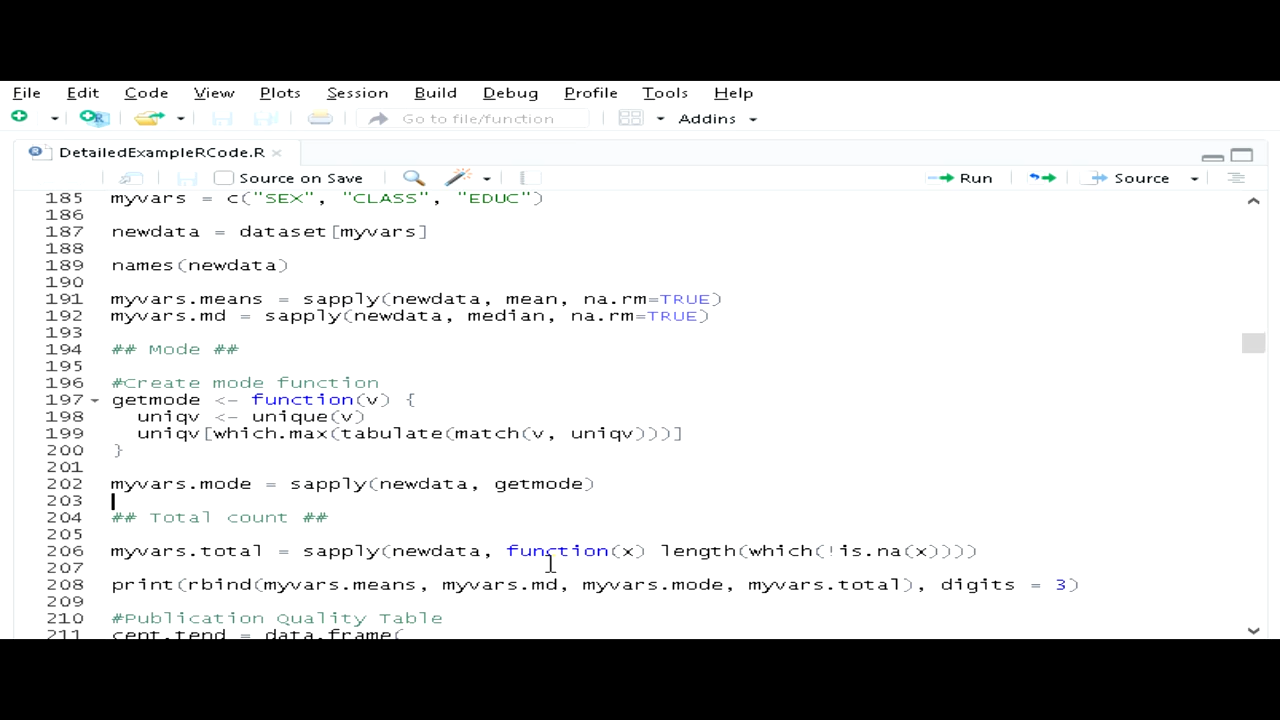 File Edit Code View Plots Session Build Debug Profile Tools Help
Go to file/function Addins
DetailedExampleRCode.R
Source on Save Run Source
185 myvars = c("SEX", "CLASS", "EDUC")
186
187 newdata = dataset[myvars]
188
189 names(newdata)
190
191 myvars.means = sapply(newdata, mean, na.rm=TRUE)
192 myvars.md = sapply(newdata, median, na.rm=TRUE)
193
194 ## Mode ##
195
196 #Create mode function
197 getmode <- function(v) {
198   uniqv <- unique(v)
199   uniqv[which.max(tabulate(match(v, uniqv)))]
200 }
201
202 myvars.mode = sapply(newdata, getmode)
203
204 ## Total count ##
205
206 myvars.total = sapply(newdata, function(x) length(which(!is.na(x))))
207
208 print(rbind(myvars.means, myvars.md, myvars.mode, myvars.total), digits = 3)
209
210 #Publication Quality Table
211 cent.tend = data.frame(